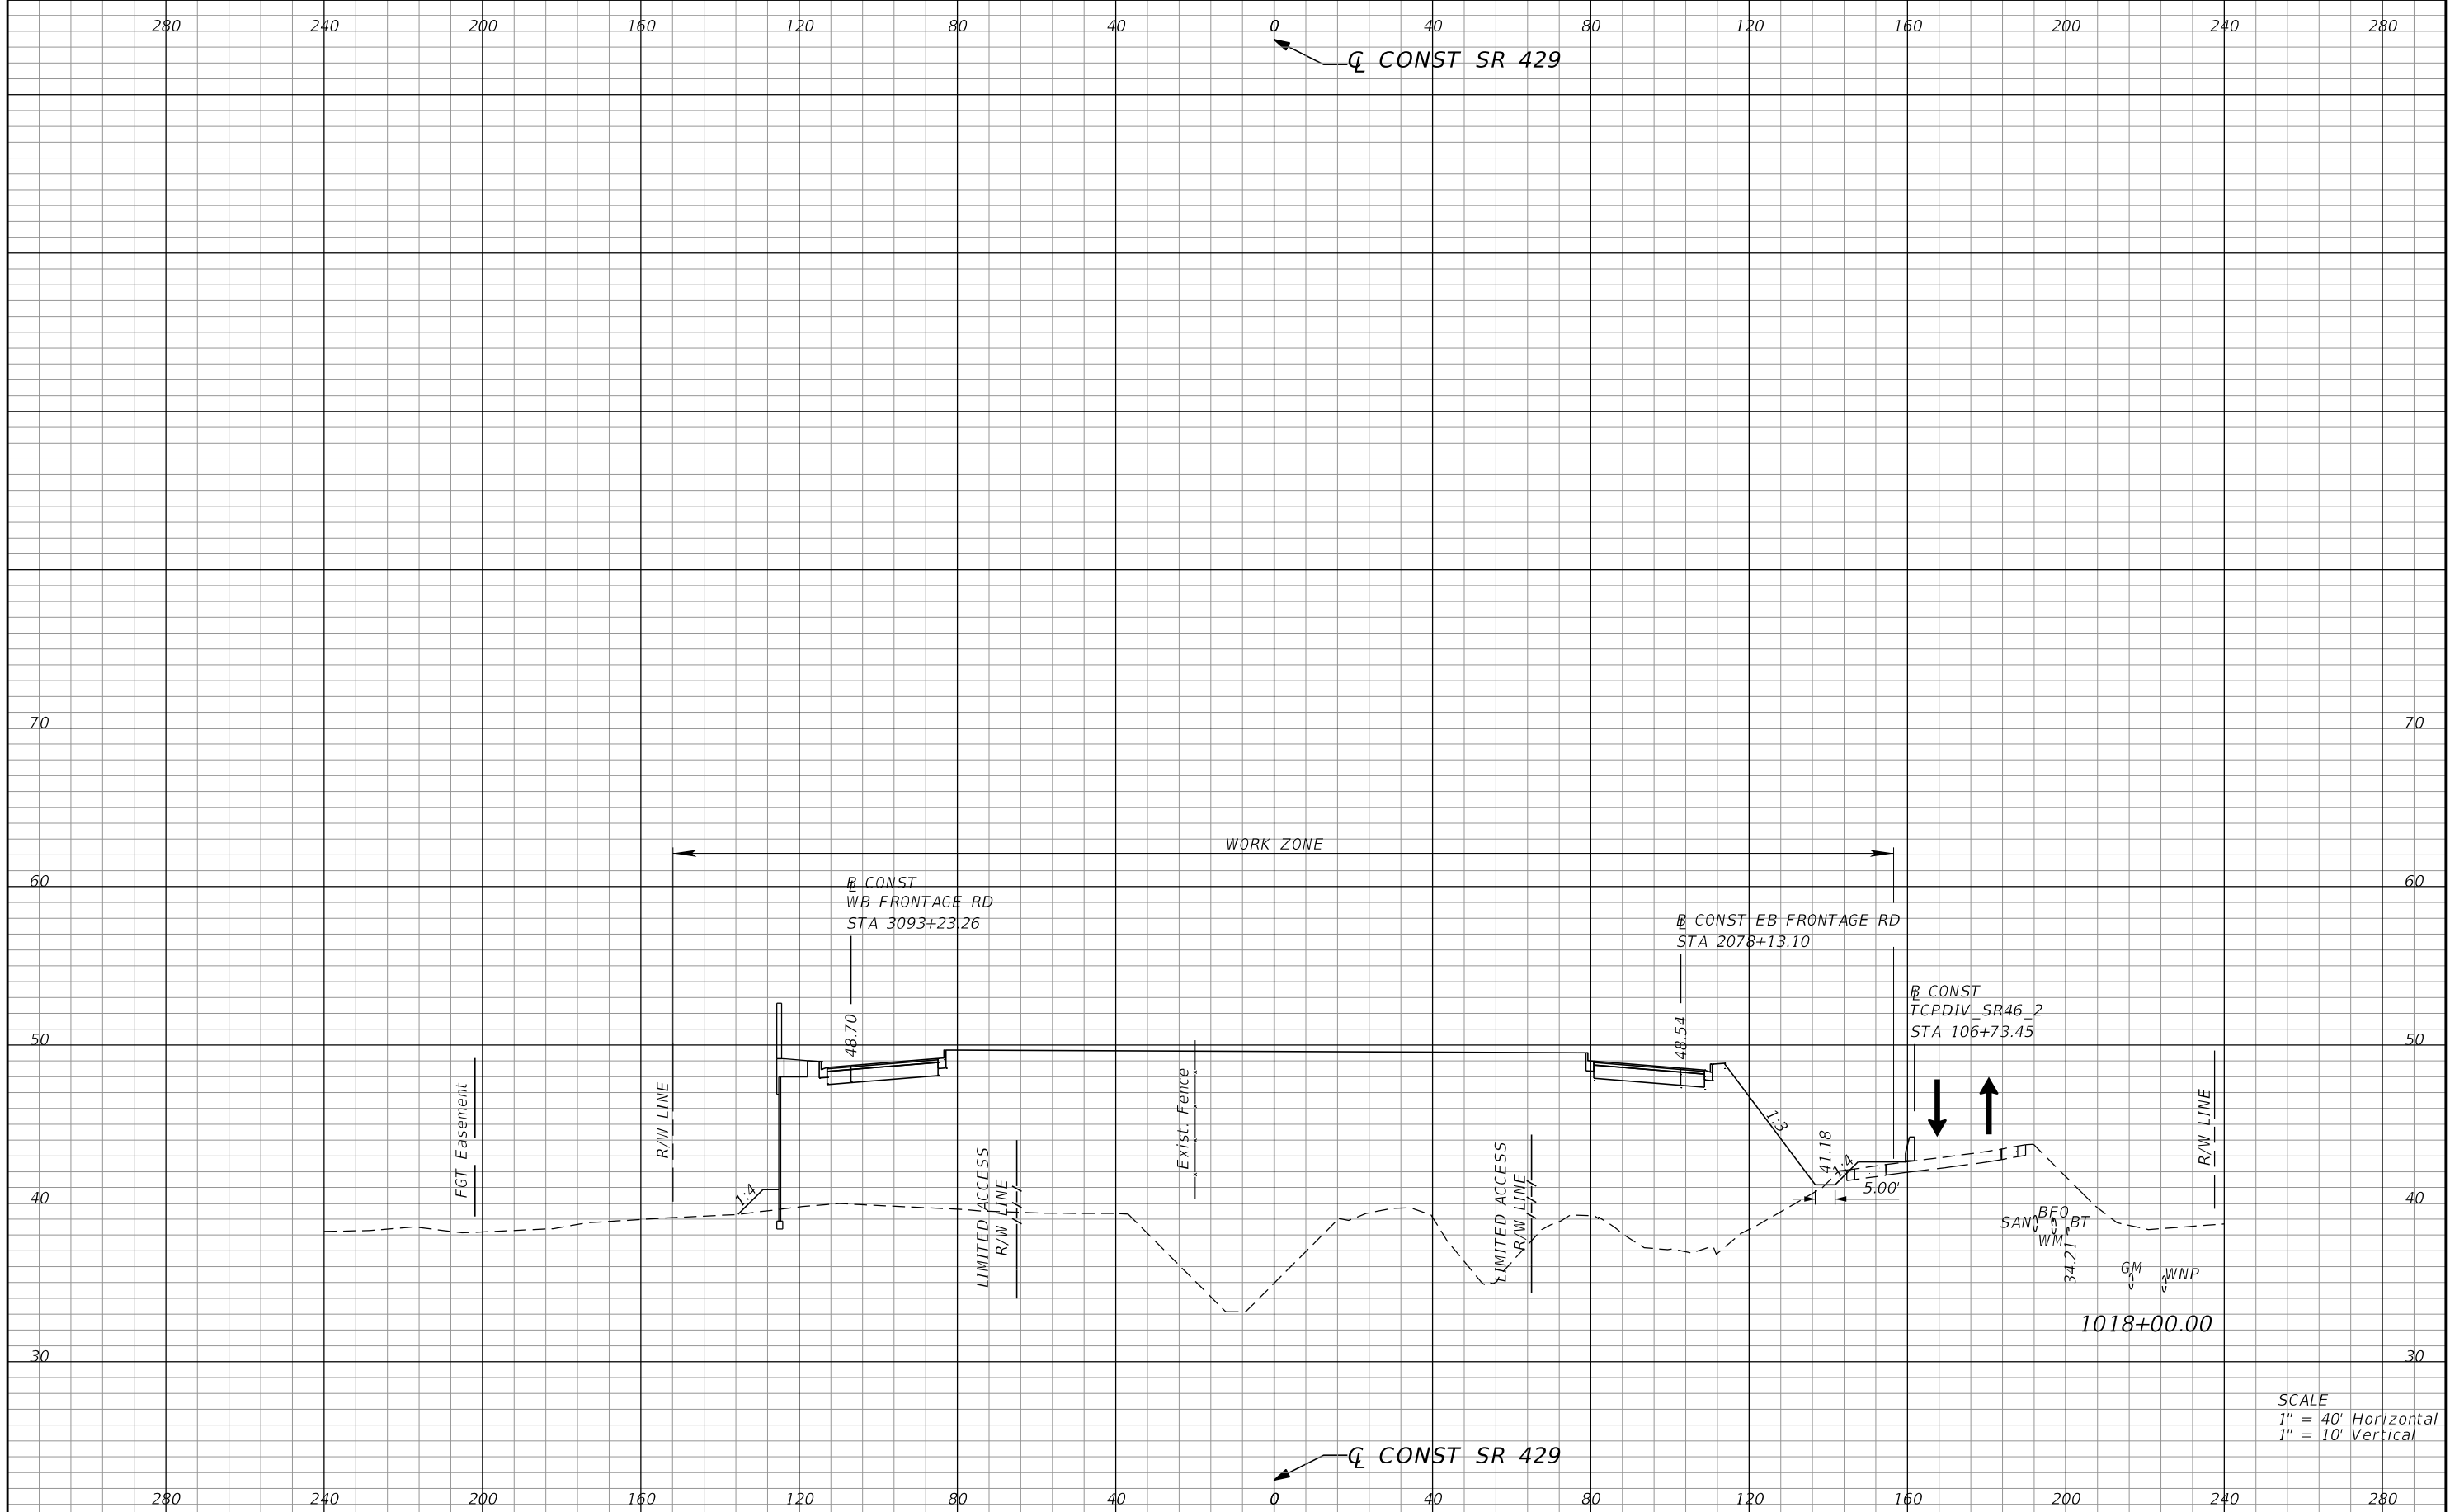 280 240 200 160 120 80 40 0 40 80 120 160 200 240 280
℄ CONST SR 429
70 70
WORK ZONE
60 60
℄ CONST
WB FRONTAGE RD
STA 3093+23.26
℄ CONST EB FRONTAGE RD
STA 2078+13.10
℄ CONST
TCPDIV_SR46_2
STA 106+73.45
50 50
48.70
48.54
FGT Easement
R/W LINE
1:4
LIMITED ACCESS
R/W LINE
Exist. Fence
LIMITED ACCESS
R/W LINE
1:3
41.18
1:4
5.00'
R/W LINE
40 40
SAN
BFO
BT
WM
34.21
GM
WNP
1018+00.00
30 30
SCALE
1" = 40' Horizontal
1" = 10' Vertical
℄ CONST SR 429
280 240 200 160 120 80 40 0 40 80 120 160 200 240 280